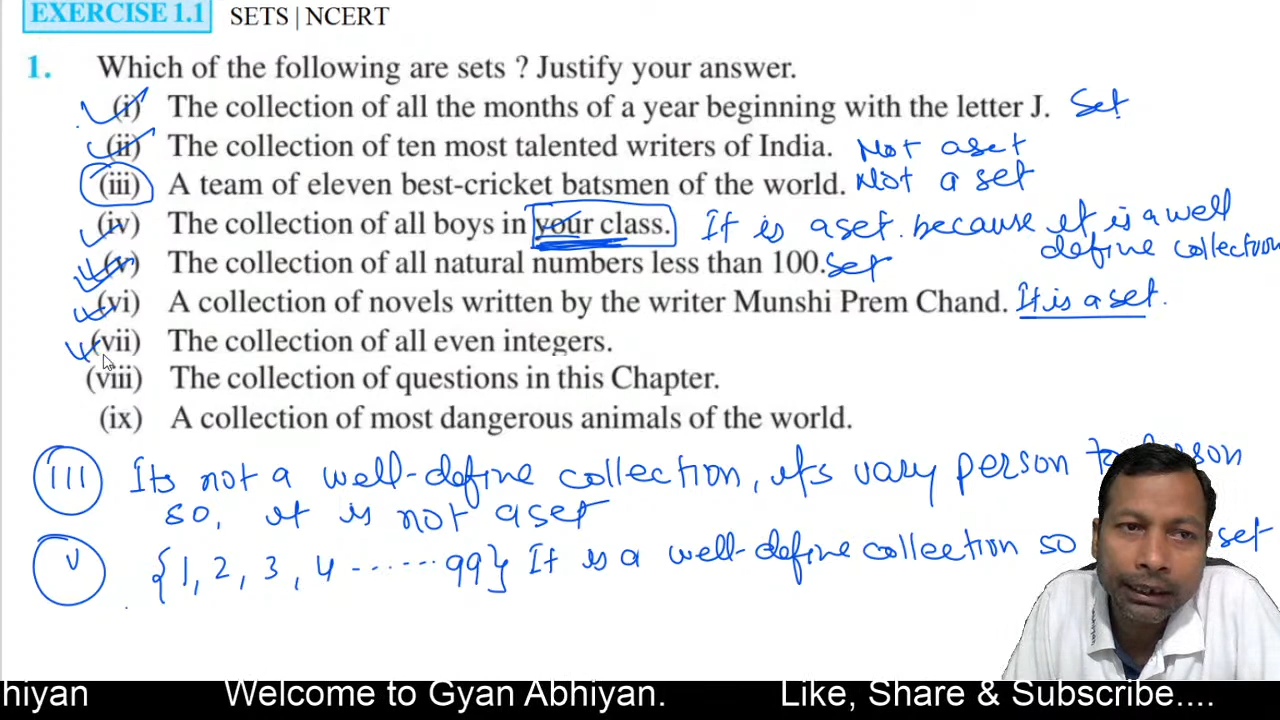 EXERCISE 1.1 SETS | NCERT
1. Which of the following are sets ? Justify your answer.
(i) The collection of all the months of a year beginning with the letter J. Set
(ii) The collection of ten most talented writers of India. Not a set
(iii) A team of eleven best-cricket batsmen of the world. Not a set
(iv) The collection of all boys in your class. It is a set. because it is a well
define collection
(v) The collection of all natural numbers less than 100. Set
(vi) A collection of novels written by the writer Munshi Prem Chand. It is a set.
(vii) The collection of all even integers.
(viii) The collection of questions in this Chapter.
(ix) A collection of most dangerous animals of the world.
III Its not a well-define collection, it's vary person to person
so, it is not a set
V {1, 2, 3, 4 ...... 99} It is a well-define collection so set
hiyan Welcome to Gyan Abhiyan. Like, Share & Subscribe....